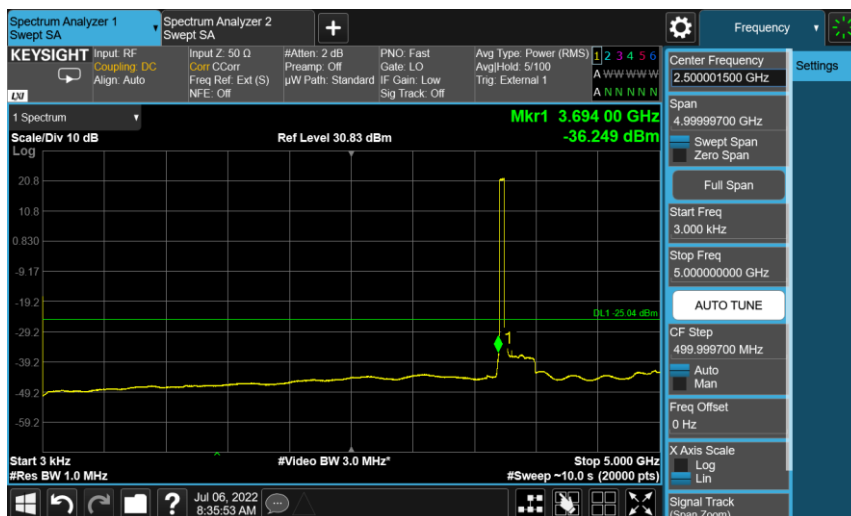 Spectrum Analyzer 1
Swept SA
Spectrum Analyzer 2
Swept SA
Frequency
KEYSIGHT
LXI
Input: RF
Coupling: DC
Align: Auto
Input Z: 50 Ω
Corr CCorr
Freq Ref: Ext (S)
NFE: Off
#Atten: 2 dB
Preamp: Off
µW Path: Standard
PNO: Fast
Gate: LO
IF Gain: Low
Sig Track: Off
Avg Type: Power (RMS)
Avg|Hold: 5/100
Trig: External 1
1 2 3 4 5 6
A W W W W W
A N N N N N
1 Spectrum
Scale/Div 10 dB
Log
Ref Level 30.83 dBm
Mkr1 3.694 00 GHz
-36.249 dBm
20.8
10.8
0.830
-9.17
-19.2
-29.2
-39.2
-49.2
-59.2
DL1 -25.04 dBm
1
Start 3 kHz
#Res BW 1.0 MHz
#Video BW 3.0 MHz*
Stop 5.000 GHz
#Sweep ~10.0 s (20000 pts)
Center Frequency
2.500001500 GHz
Span
4.99999700 GHz
Swept Span
Zero Span
Full Span
Start Freq
3.000 kHz
Stop Freq
5.000000000 GHz
AUTO TUNE
CF Step
499.999700 MHz
Auto
Man
Freq Offset
0 Hz
X Axis Scale
Log
Lin
Signal Track
(Span Zoom)
Settings
?
Jul 06, 2022
8:35:53 AM